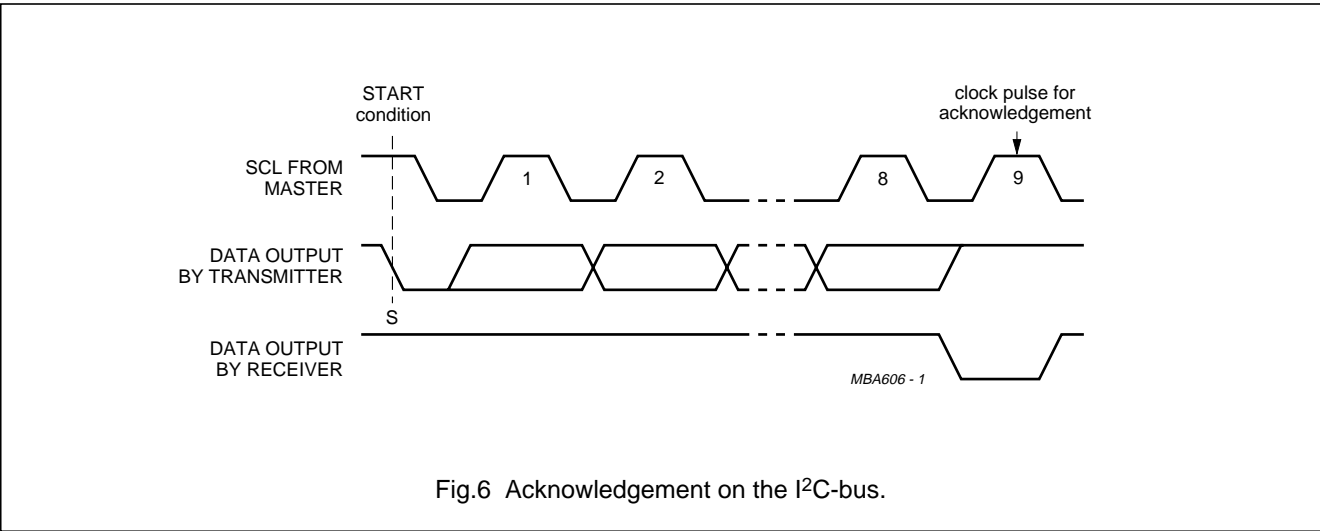 START
condition
clock pulse for
acknowledgement
SCL FROM
MASTER
1
2
8
9
DATA OUTPUT
BY TRANSMITTER
S
DATA OUTPUT
BY RECEIVER
MBA606 - 1
Fig.6 Acknowledgement on the I²C-bus.